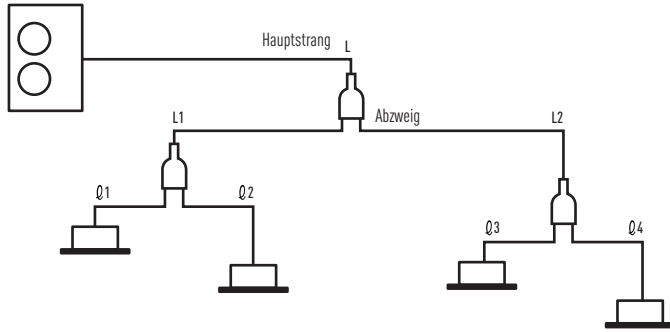 Hauptstrang L
Abzweig
L1
L2
ℓ1
ℓ2
ℓ3
ℓ4